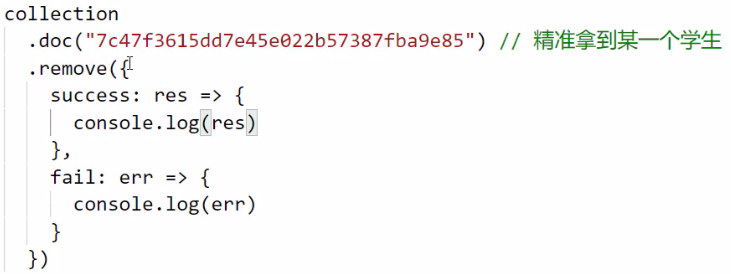 collection
.doc("7c47f3615dd7e45e022b57387fba9e85") // 精准拿到某一个学生
.remove({
success: res => {
console.log(res)
},
fail: err => {
console.log(err)
}
})